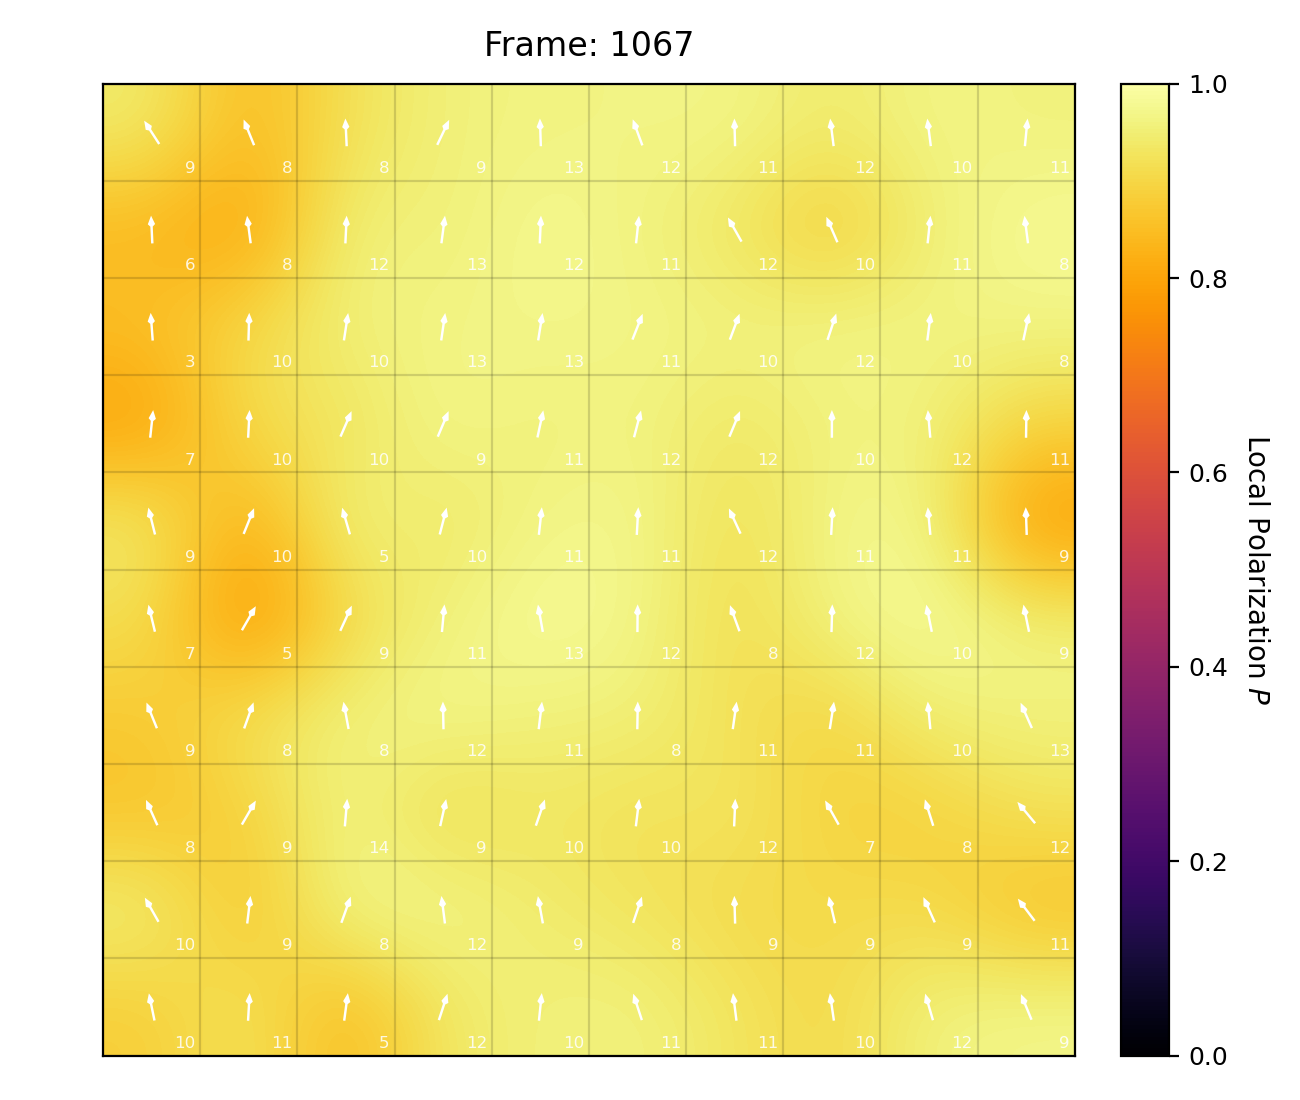 Frame: 1067
9 8 8 9 13 12 11 12 10 11
6 8 12 13 12 11 12 10 11 8
3 10 10 13 13 11 10 12 10 8
7 10 10 9 11 12 12 10 12 11
9 10 5 10 11 11 12 11 11 9
7 5 9 11 13 12 8 12 10 9
9 8 8 12 11 8 11 11 10 13
8 9 14 9 10 10 12 7 8 12
10 9 8 12 9 8 9 9 9 11
10 11 5 12 10 11 11 10 12 9
1.0
0.8
0.6
0.4
0.2
0.0
Local Polarization P